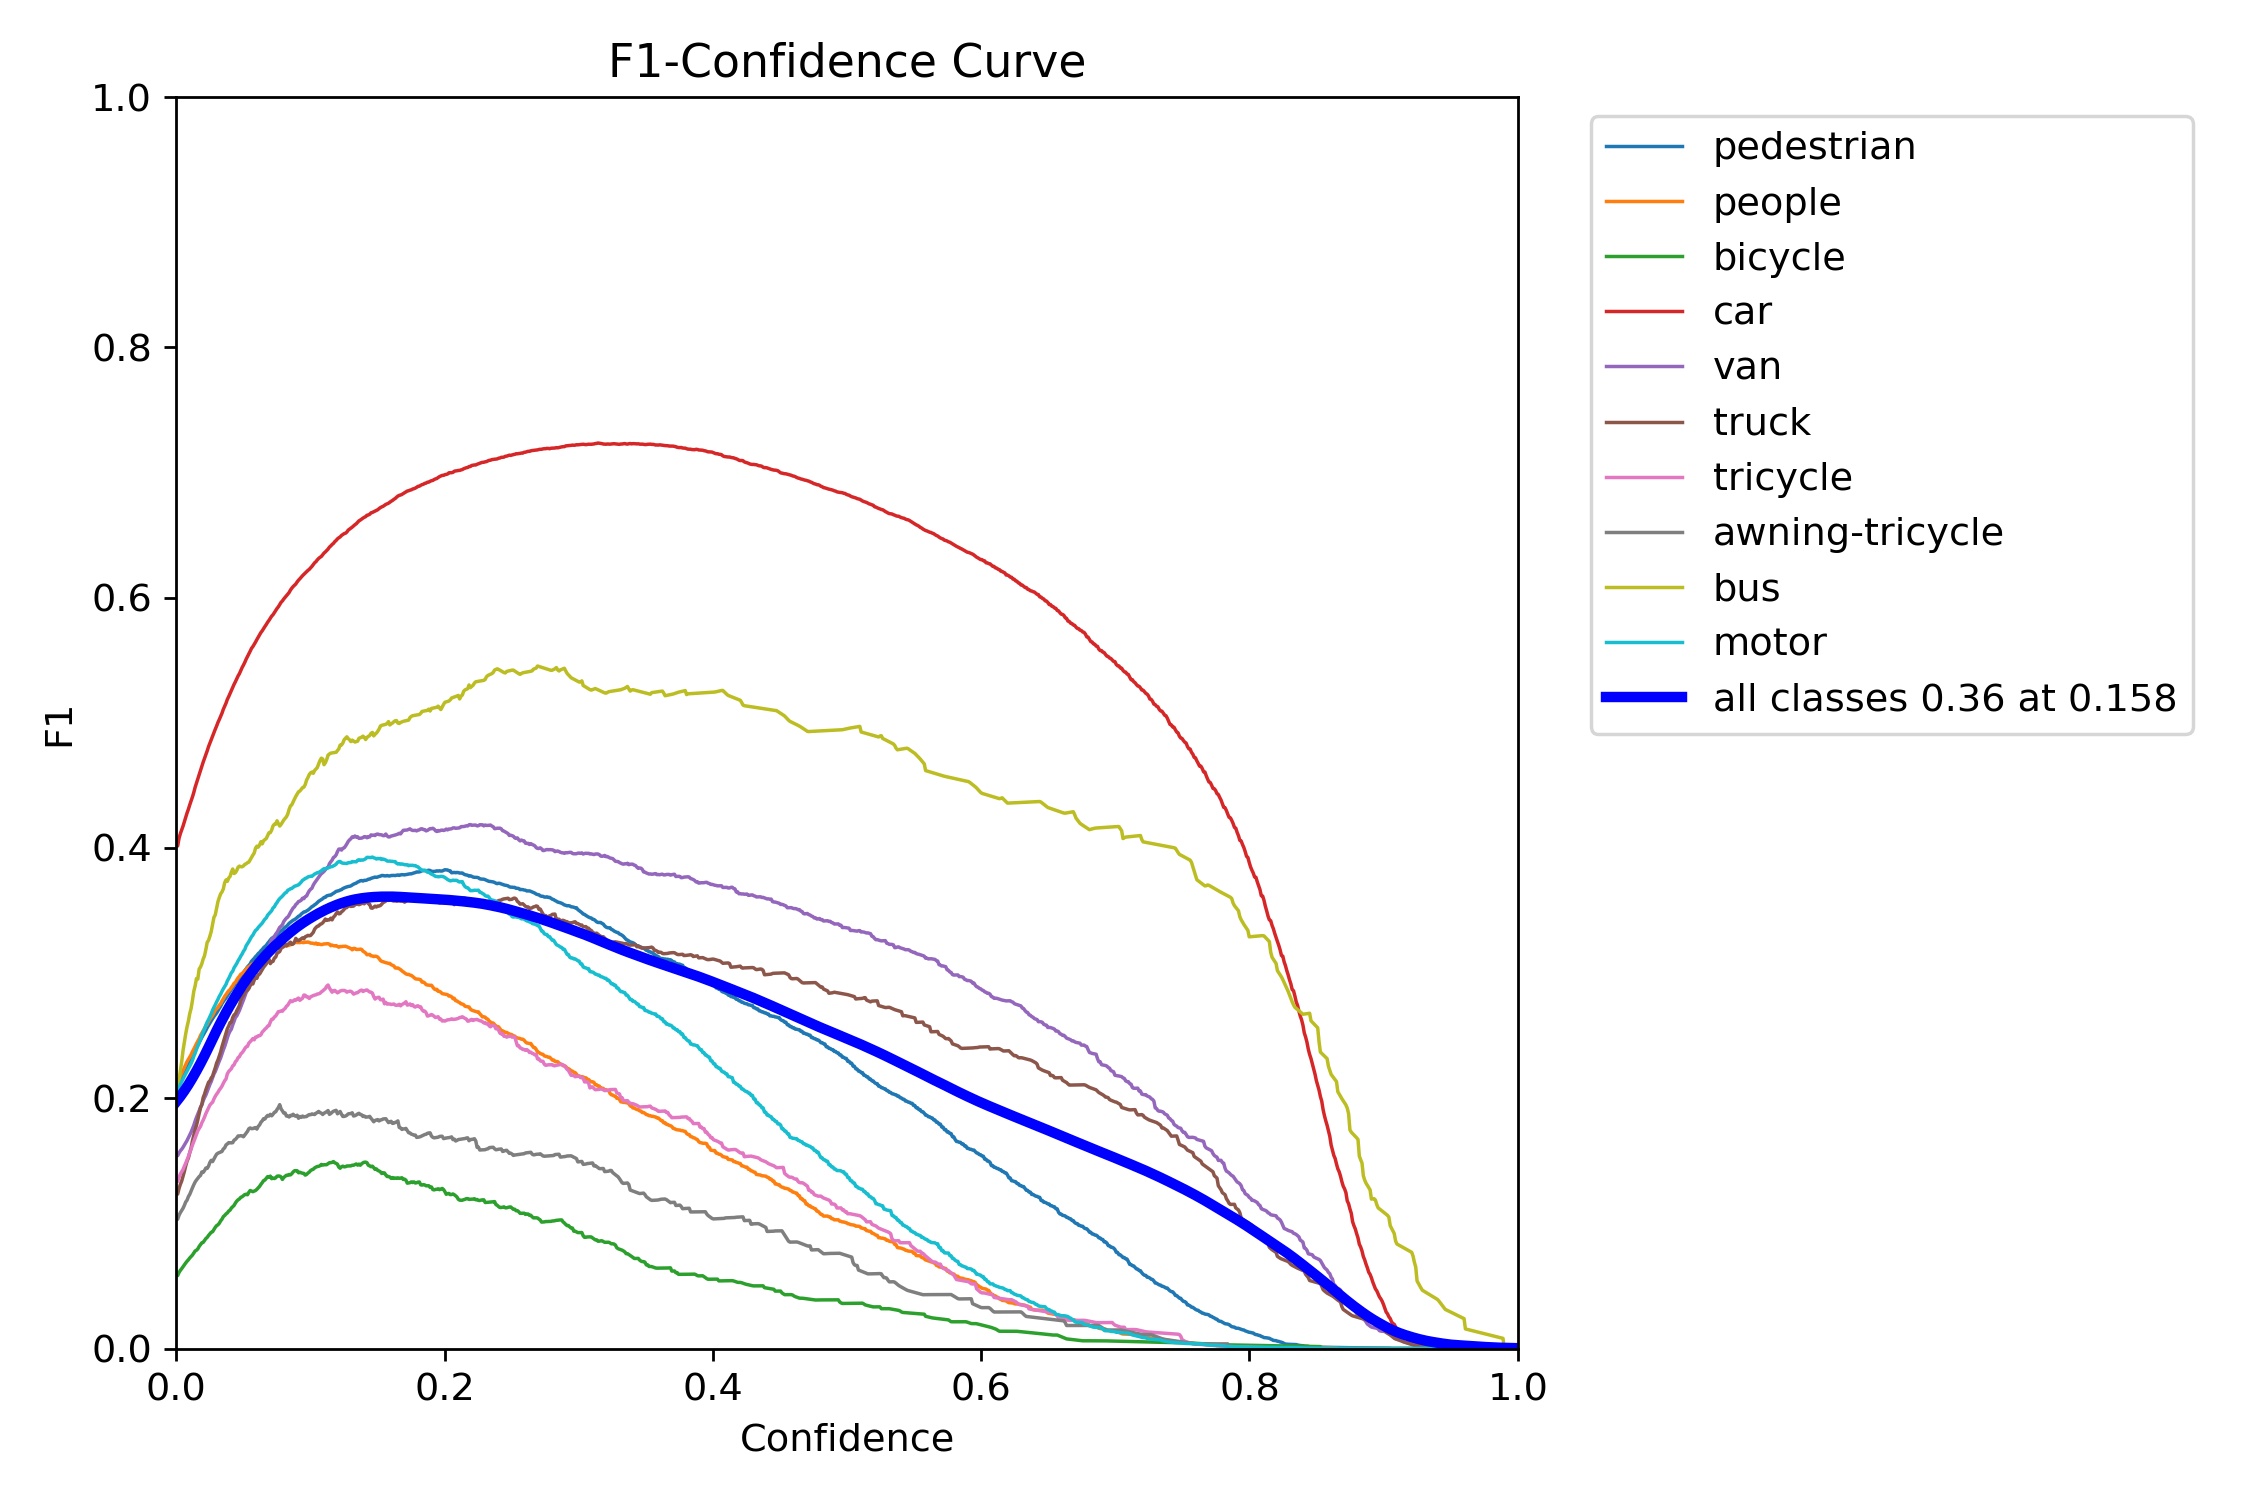 F1-Confidence Curve
1.0
0.8
0.6
0.4
0.2
0.0
F1
0.0 0.2 0.4 0.6 0.8 1.0
Confidence
pedestrian
people
bicycle
car
van
truck
tricycle
awning-tricycle
bus
motor
all classes 0.36 at 0.158